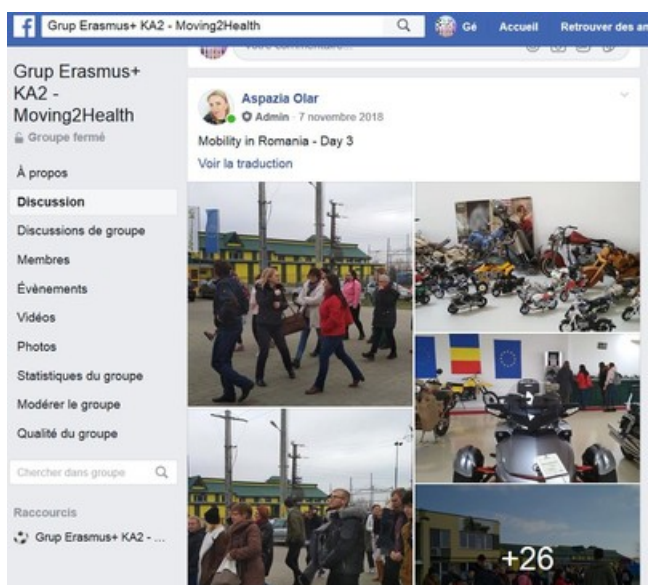 Grup Erasmus+ KA2 - Moving2Health
Gé
Accueil
Retrouver des am
Votre commentaire...
Grup Erasmus+
KA2 -
Moving2Health
Groupe fermé
À propos
Discussion
Discussions de groupe
Membres
Évènements
Vidéos
Photos
Statistiques du groupe
Modérer le groupe
Qualité du groupe
Chercher dans groupe
Raccourcis
Grup Erasmus+ KA2 - ...
Aspazia Olar
Admin · 7 novembre 2018
Mobility in Romania - Day 3
Voir la traduction
+26